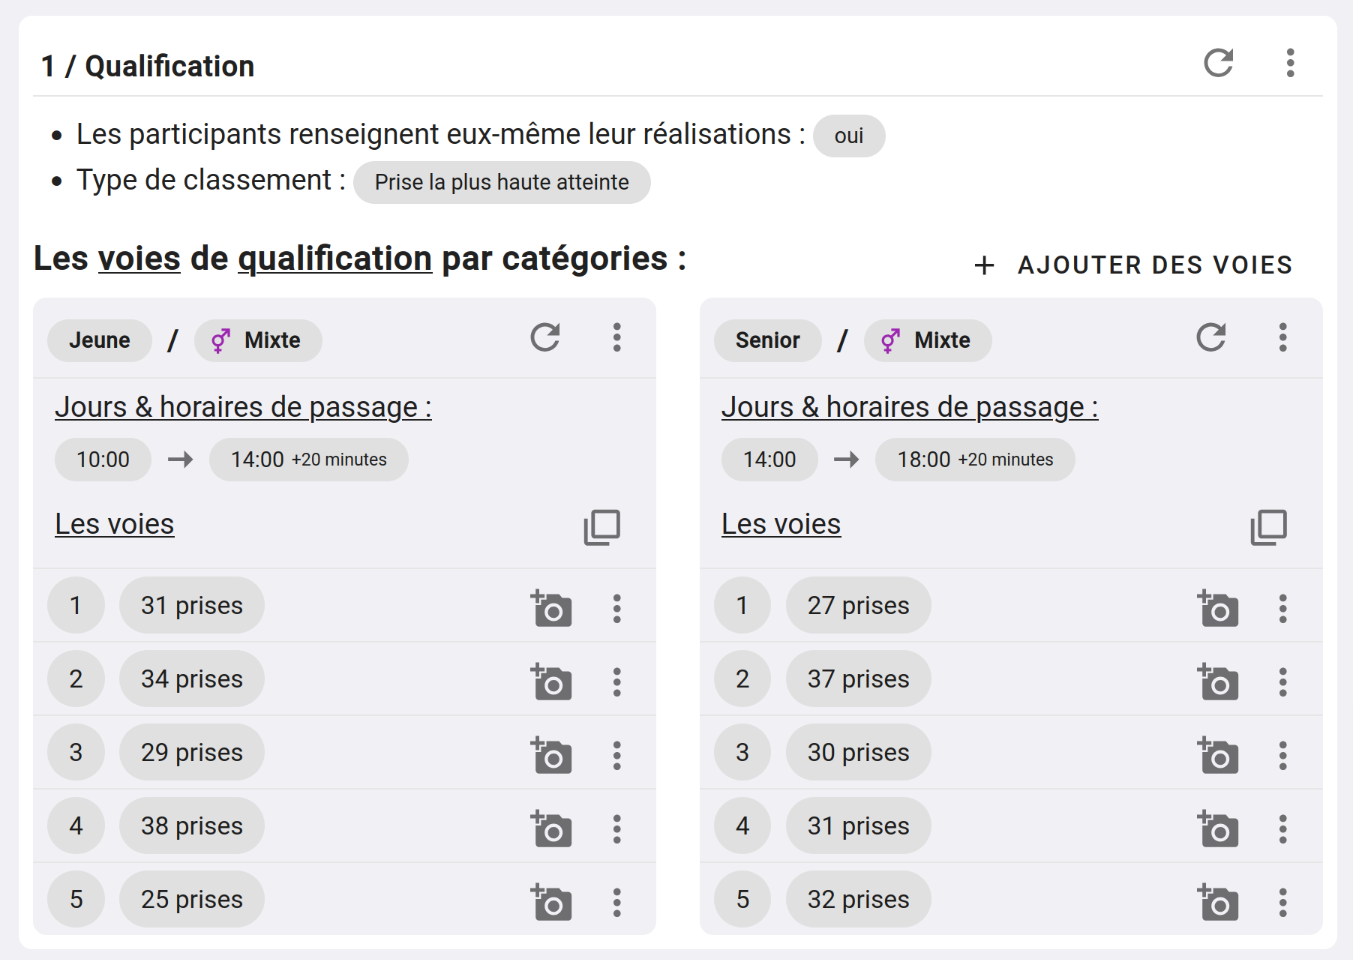 1 / Qualification
Les participants renseignent eux-même leur réalisations : oui
Type de classement : Prise la plus haute atteinte
Les voies de qualification par catégories :
+ AJOUTER DES VOIES
Jeune / Mixte
Jours & horaires de passage :
10:00 → 14:00 +20 minutes
Les voies
1 31 prises
2 34 prises
3 29 prises
4 38 prises
5 25 prises
Senior / Mixte
Jours & horaires de passage :
14:00 → 18:00 +20 minutes
Les voies
1 27 prises
2 37 prises
3 30 prises
4 31 prises
5 32 prises